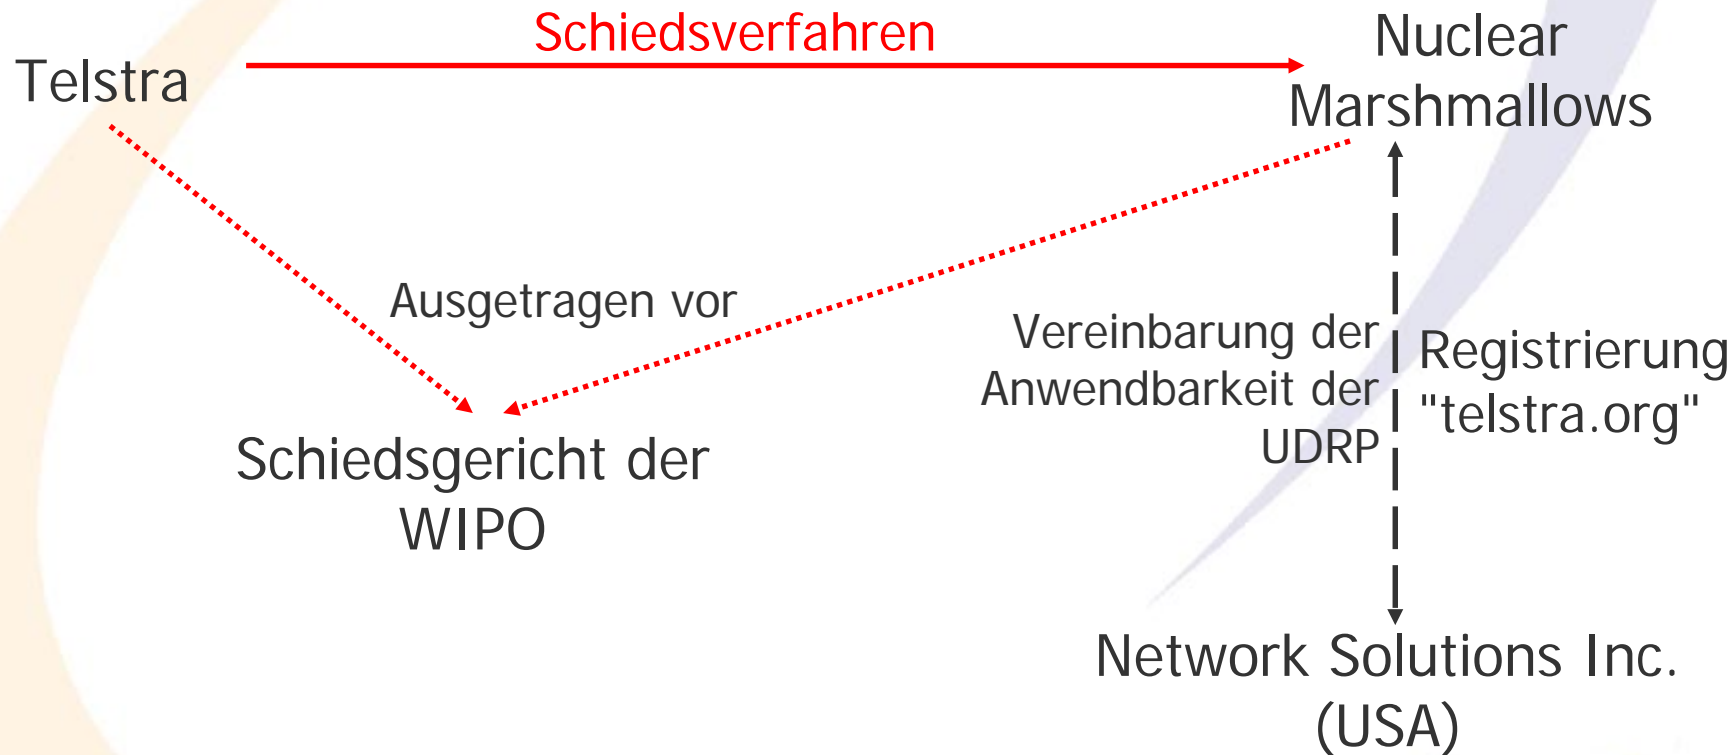 Schiedsverfahren
Telstra
Nuclear
Marshmallows
Ausgetragen vor
Vereinbarung der
Anwendbarkeit der
UDRP
Registrierung
"telstra.org"
Schiedsgericht der
WIPO
Network Solutions Inc.
(USA)